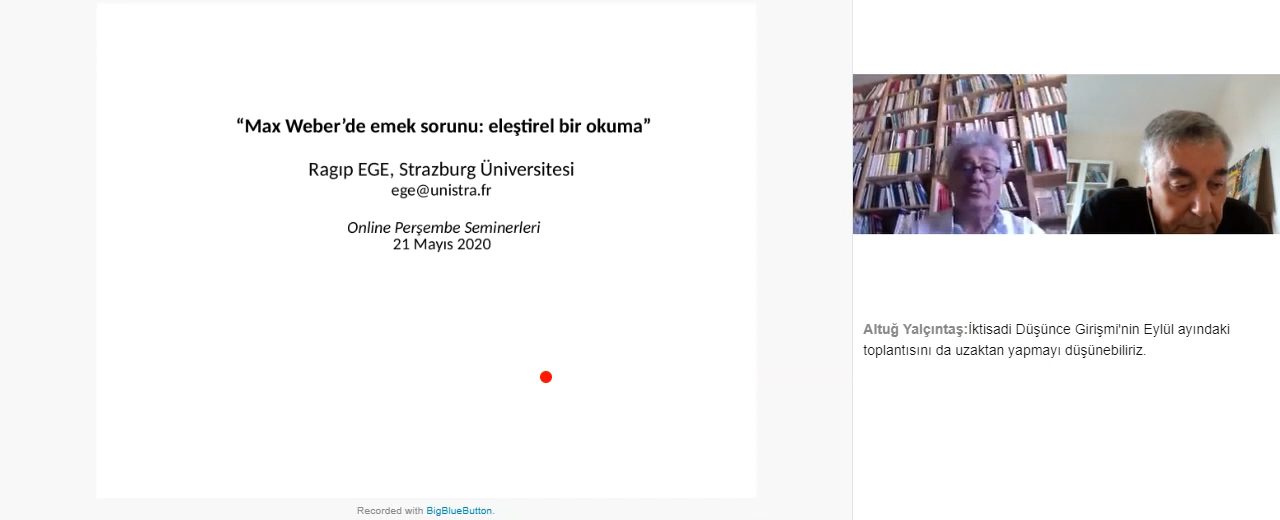 “Max Weber’de emek sorunu: eleştirel bir okuma”
Ragıp EGE, Strazburg Üniversitesi
ege@unistra.fr
Online Perşembe Seminerleri
21 Mayıs 2020
Recorded with BigBlueButton.
Altuğ Yalçıntaş:İktisadi Düşünce Girişmi'nin Eylül ayındaki
toplantısını da uzaktan yapmayı düşünebiliriz.